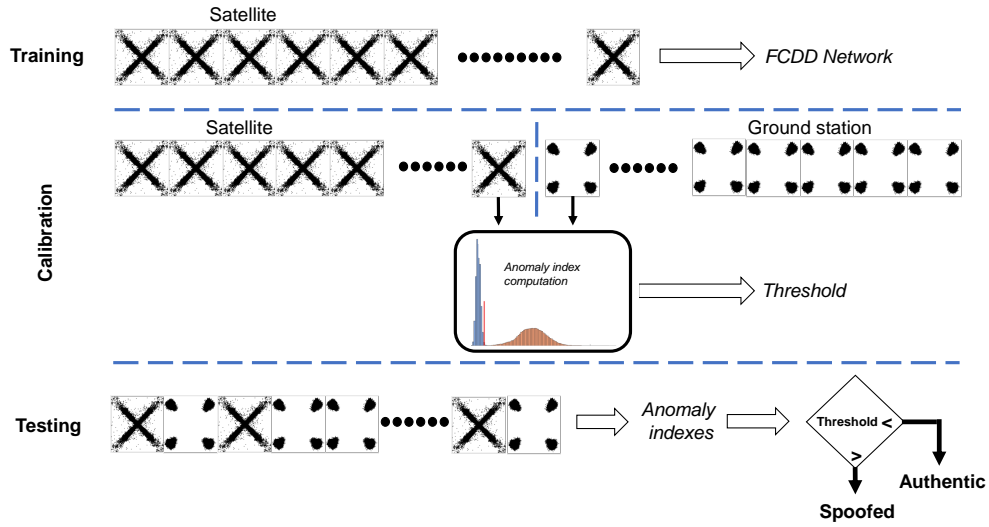 Satellite
Training
FCDD Network
Satellite
Ground station
Calibration
Anomaly index
computation
Threshold
Testing
Anomaly
indexes
Threshold <
>
Authentic
Spoofed